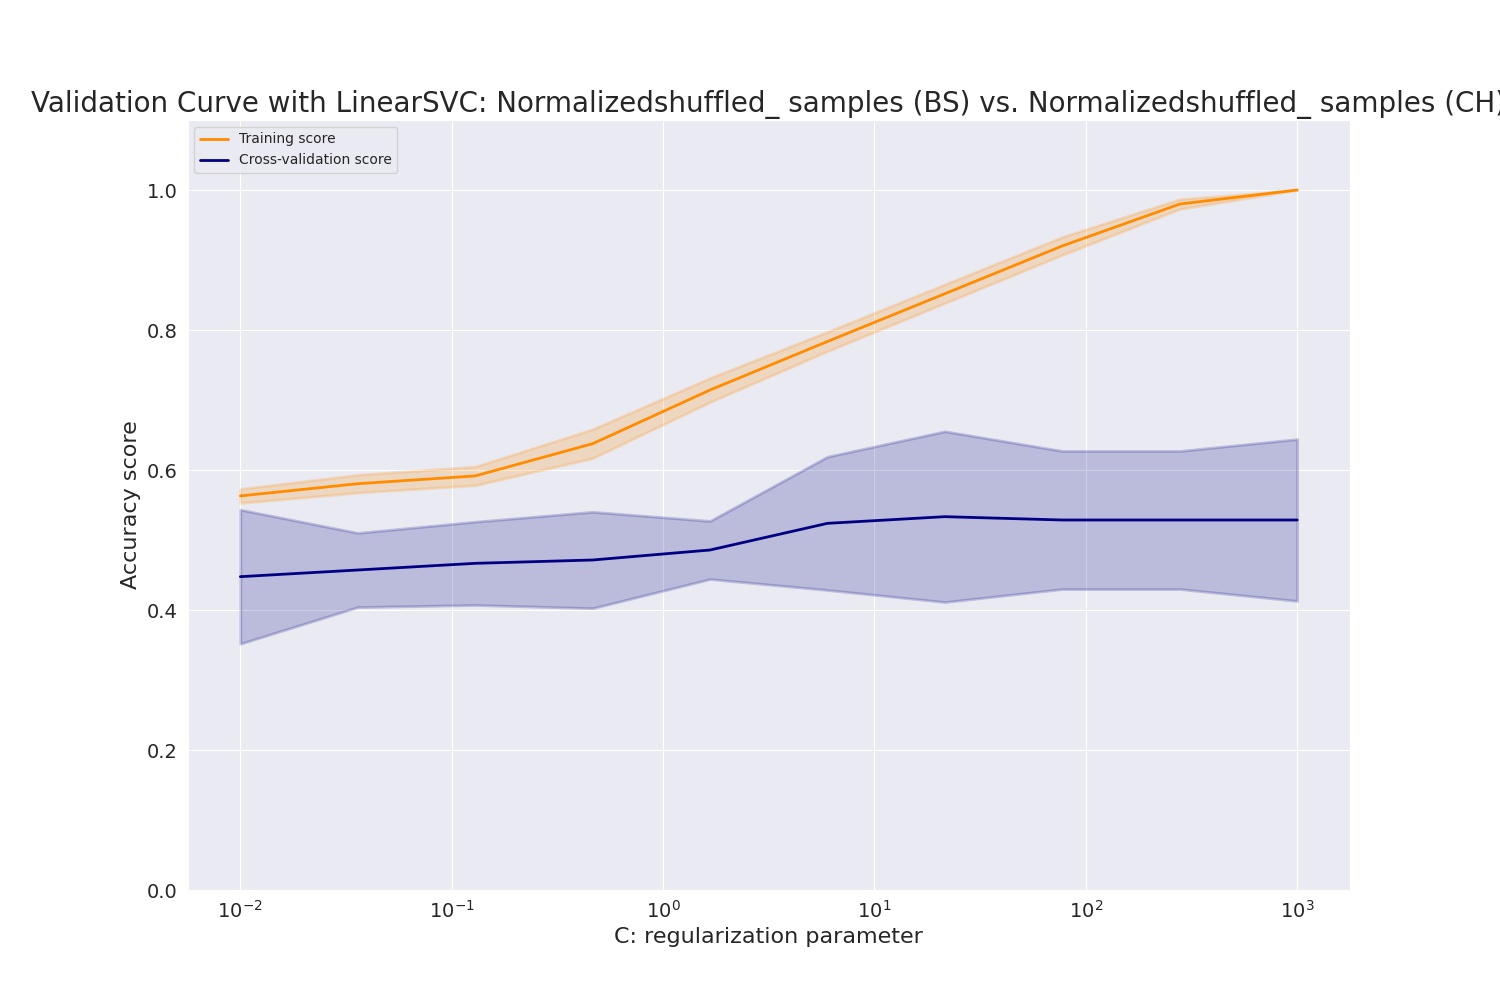 Validation Curve with LinearSVC: Normalizedshuffled_ samples (BS) vs. Normalizedshuffled_ samples (CH)
Training score
Cross-validation score
1.0
0.8
0.6
0.4
0.2
0.0
Accuracy score
10⁻² 10⁻¹ 10⁰ 10¹ 10² 10³
C: regularization parameter